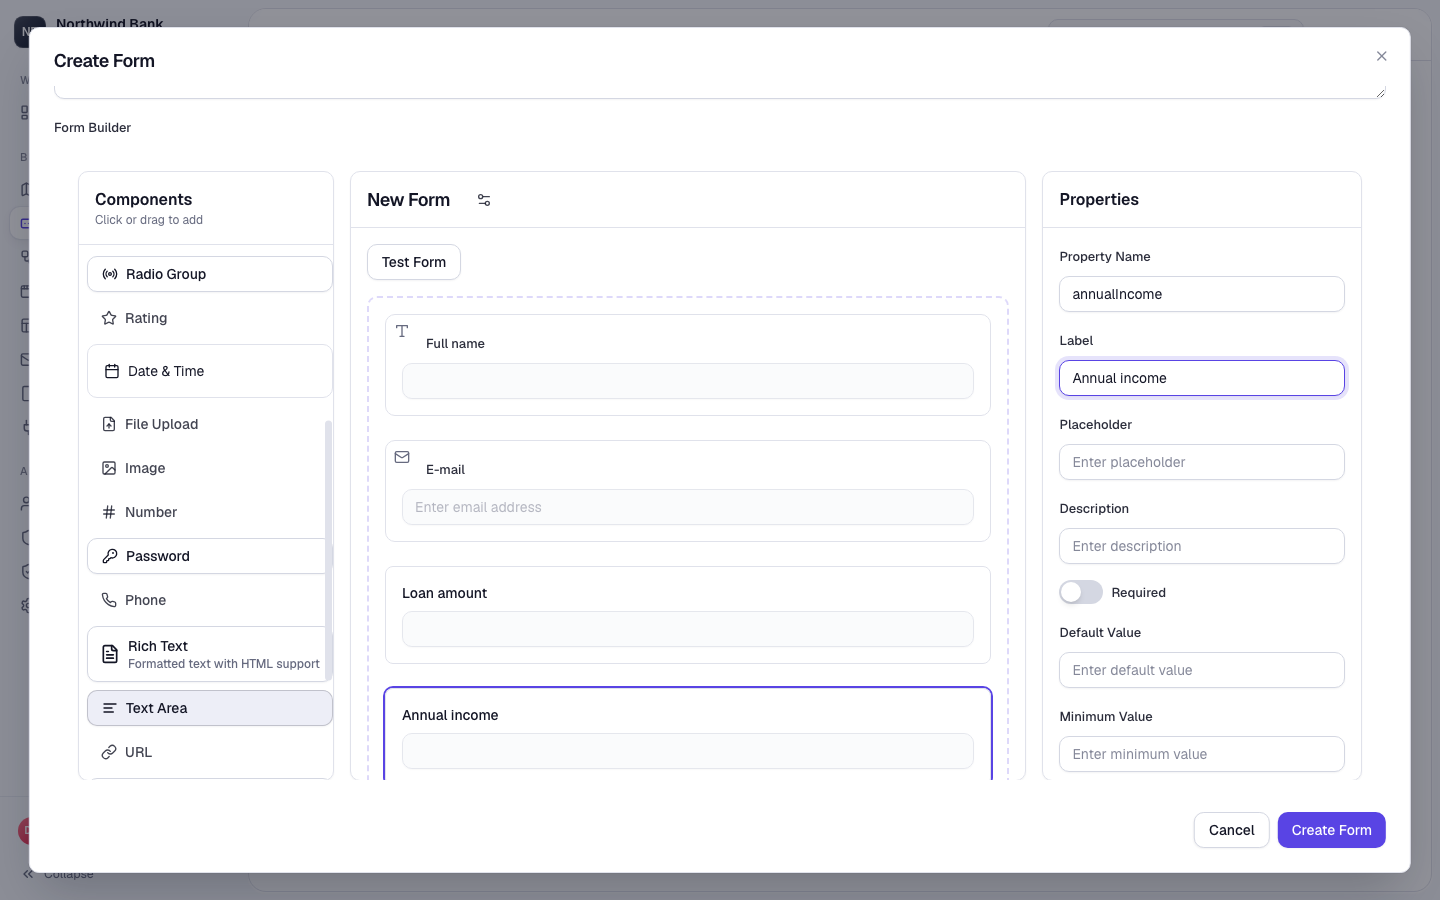 Northwind Bank
Create Form
Form Builder
Components
Click or drag to add
Radio Group
Rating
Date & Time
File Upload
Image
Number
Password
Phone
Rich Text
Formatted text with HTML support
Text Area
URL
New Form
Test Form
Full name
E-mail
Enter email address
Loan amount
Annual income
Properties
Property Name
annualIncome
Label
Annual income
Placeholder
Enter placeholder
Description
Enter description
Required
Default Value
Enter default value
Minimum Value
Enter minimum value
Cancel
Create Form
Collapse